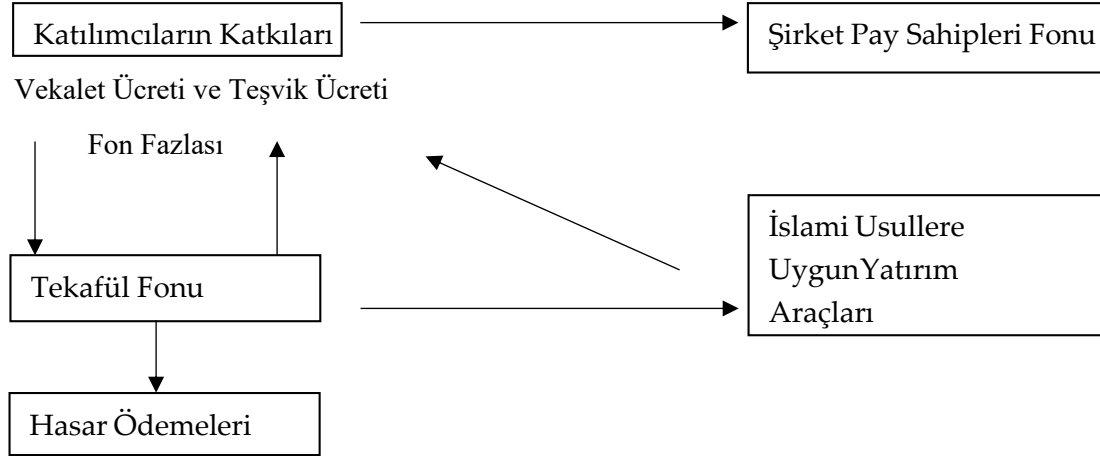 Katılımcıların Katkıları
Şirket Pay Sahipleri Fonu
Vekalet Ücreti ve Teşvik Ücreti
Fon Fazlası
İslami Usullere
UygunYatırım
Araçları
Tekafül Fonu
Hasar Ödemeleri